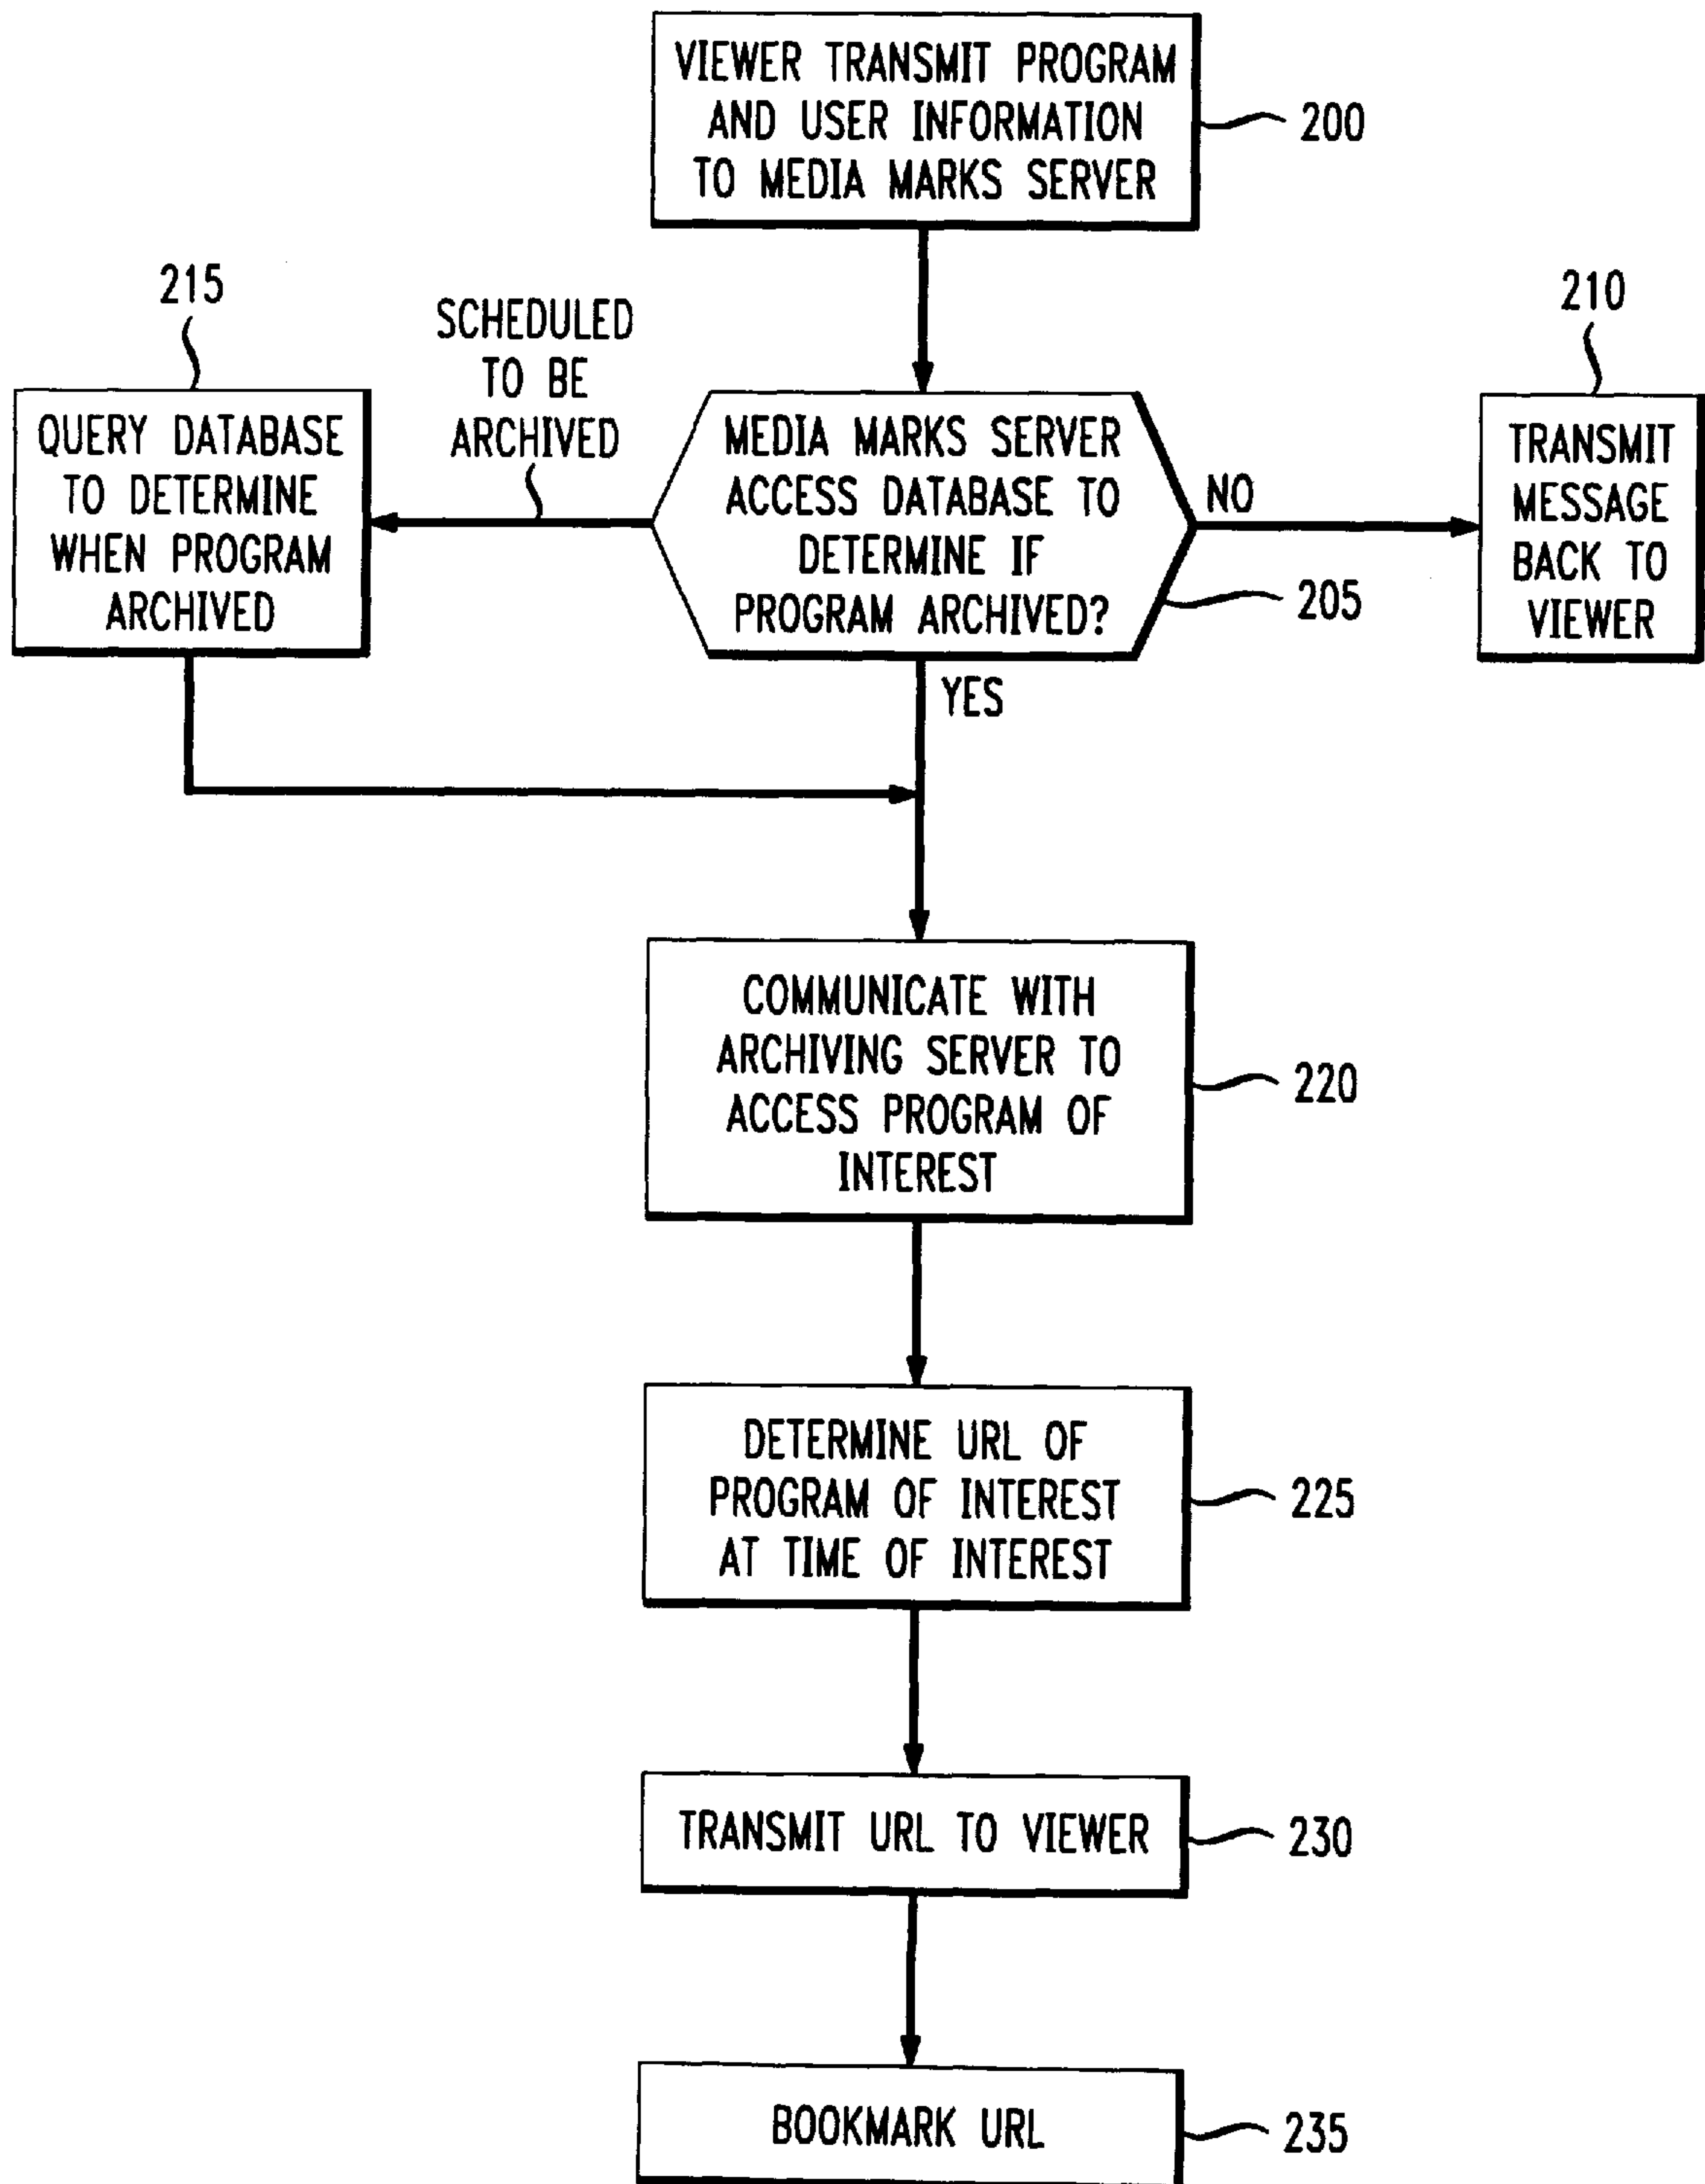 VIEWER TRANSMIT PROGRAM
AND USER INFORMATION
TO MEDIA MARKS SERVER
200
215
SCHEDULED
TO BE
ARCHIVED
210
QUERY DATABASE
TO DETERMINE
WHEN PROGRAM
ARCHIVED
MEDIA MARKS SERVER
ACCESS DATABASE TO
DETERMINE IF
PROGRAM ARCHIVED?
NO
205
TRANSMIT
MESSAGE
BACK TO
VIEWER
YES
COMMUNICATE WITH
ARCHIVING SERVER TO
ACCESS PROGRAM OF
INTEREST
220
DETERMINE URL OF
PROGRAM OF INTEREST
AT TIME OF INTEREST
225
TRANSMIT URL TO VIEWER
230
BOOKMARK URL
235